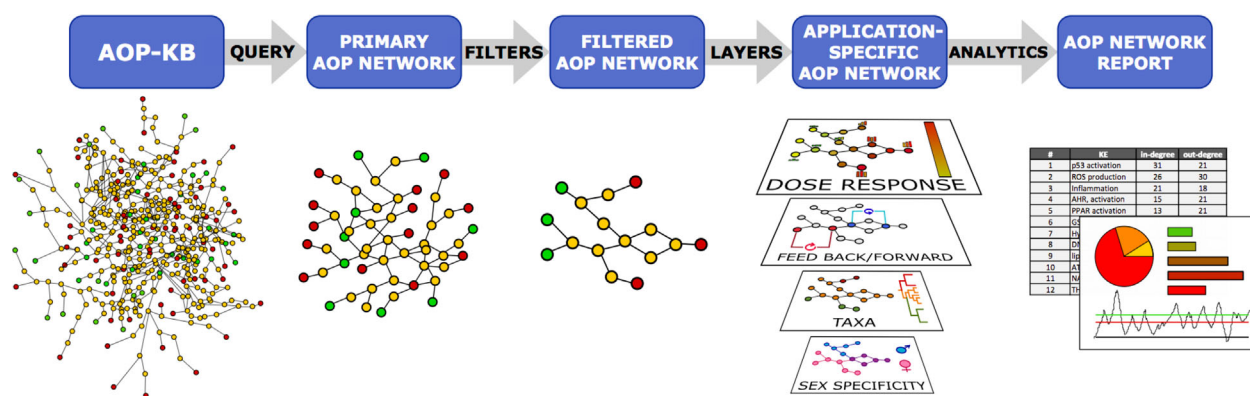 AOP-KB
QUERY
PRIMARY
AOP NETWORK
FILTERS
FILTERED
AOP NETWORK
LAYERS
APPLICATION-
SPECIFIC
AOP NETWORK
ANALYTICS
AOP NETWORK
REPORT
DOSE RESPONSE
FEED BACK/FORWARD
TAXA
SEX SPECIFICITY
# KE in-degree out-degree
1 p53 activation 31 21
2 ROS production 26 30
3 Inflammation 21 18
4 AHR, activation 15 21
5 PPAR activation 13 21
6
7
8
9
10
11
12